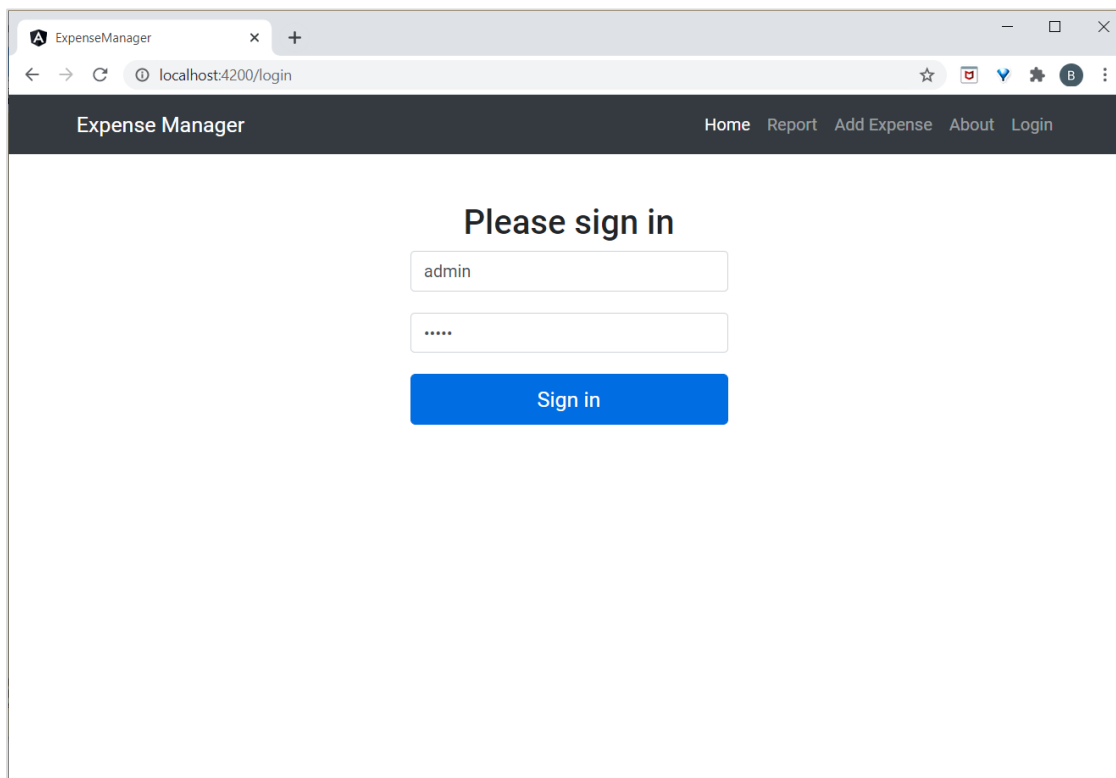 ExpenseManager
localhost:4200/login
B
Expense Manager Home Report Add Expense About Login
Please sign in
admin
•••••
Sign in